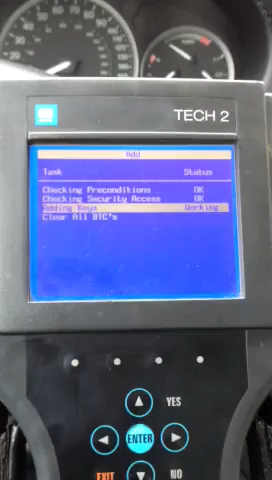 TECH 2
Add
Task Status
Checking Preconditions OK
Checking Security Access OK
Adding Keys Working
Clear All DTC's
YES
ENTER
EXIT NO